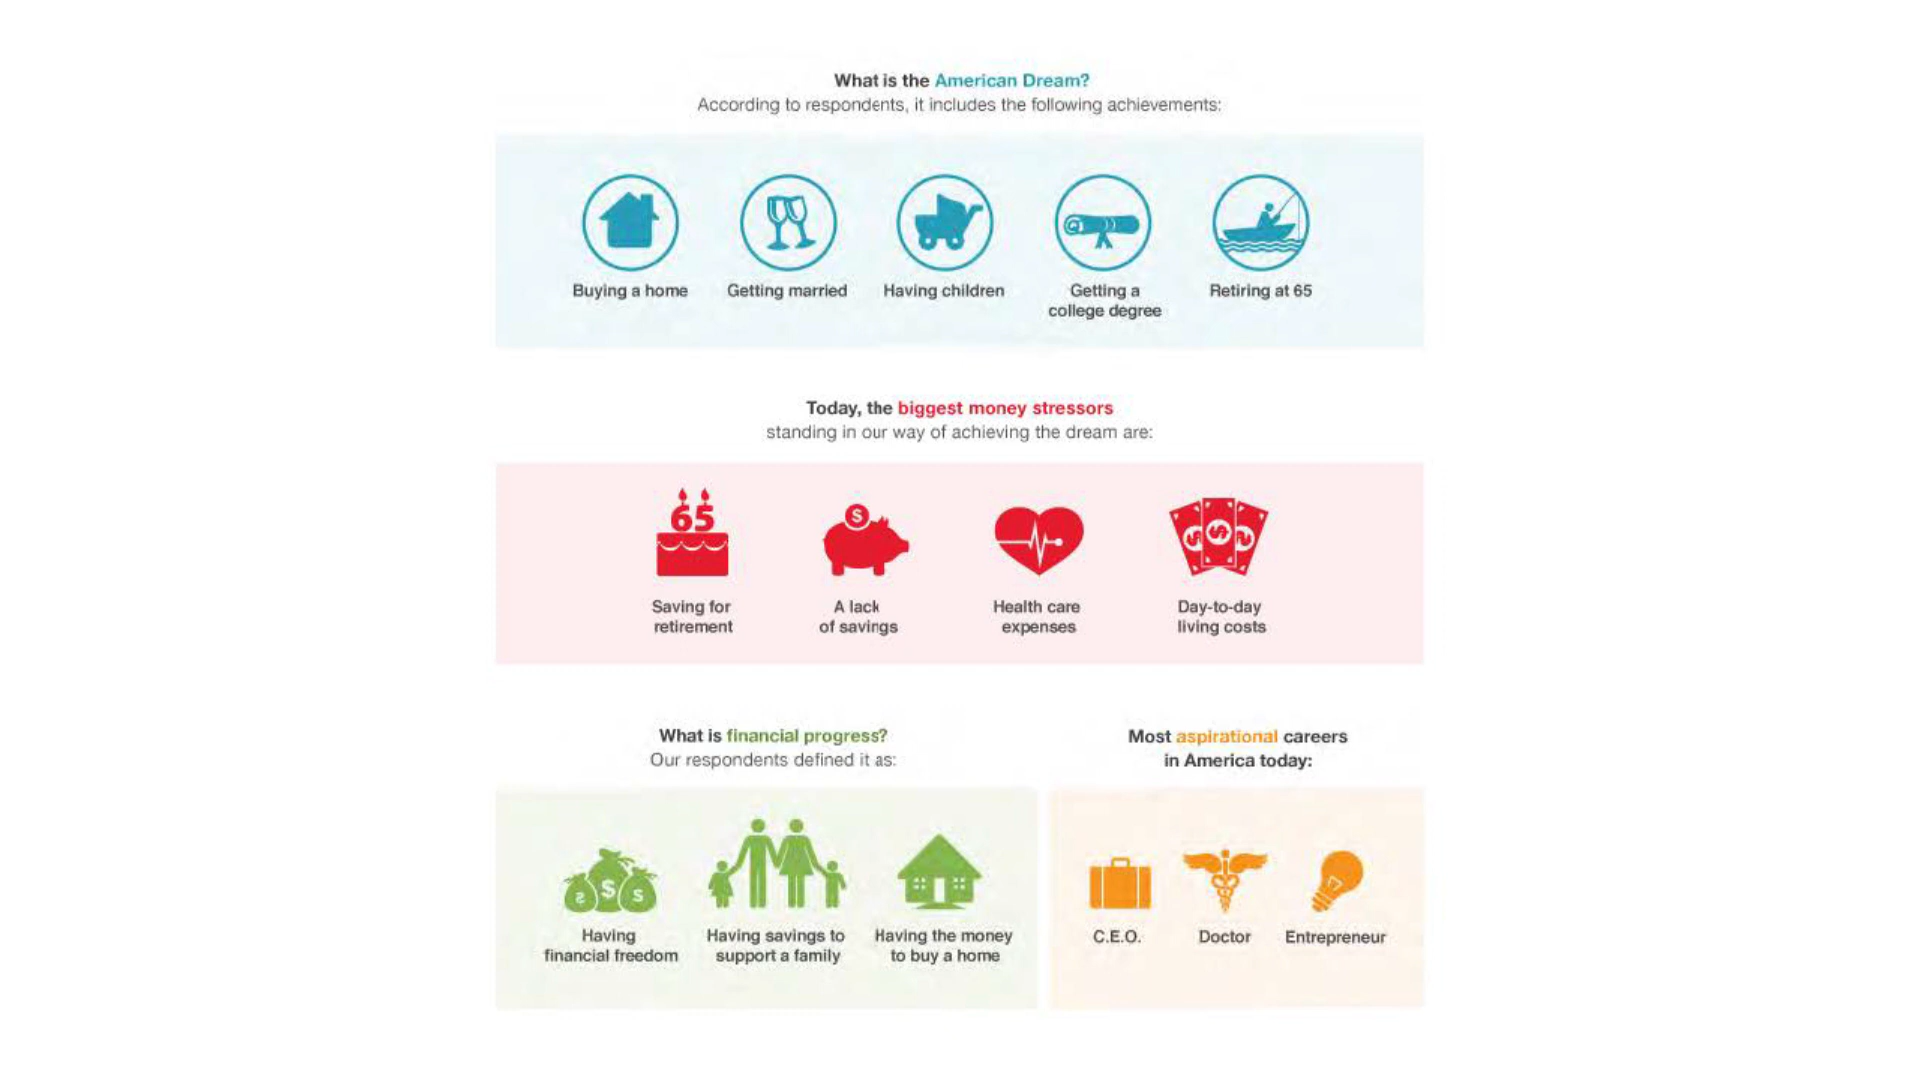 What is the American Dream?
According to respondents, it includes the following achievements:
Buying a home
Getting married
Having children
Getting a
college degree
Retiring at 65
Today, the biggest money stressors
standing in our way of achieving the dream are:
65
$
Saving for
retirement
A lack
of savings
Health care
expenses
Day-to-day
living costs
What is financial progress?
Our respondents defined it as:
$ S
Having
financial freedom
Having savings to
support a family
Having the money
to buy a home
Most aspirational careers
in America today:
C.E.O.
Doctor
Entrepreneur